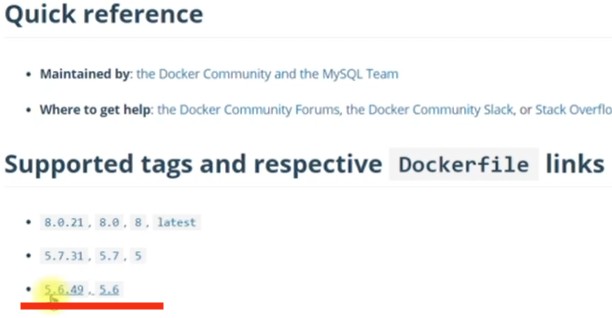 Quick reference
• Maintained by: the Docker Community and the MySQL Team
• Where to get help: the Docker Community Forums, the Docker Community Slack, or Stack Overflo
Supported tags and respective Dockerfile links
• 8.0.21, 8.0, 8, latest
• 5.7.31, 5.7, 5
• 5.6.49, 5.6